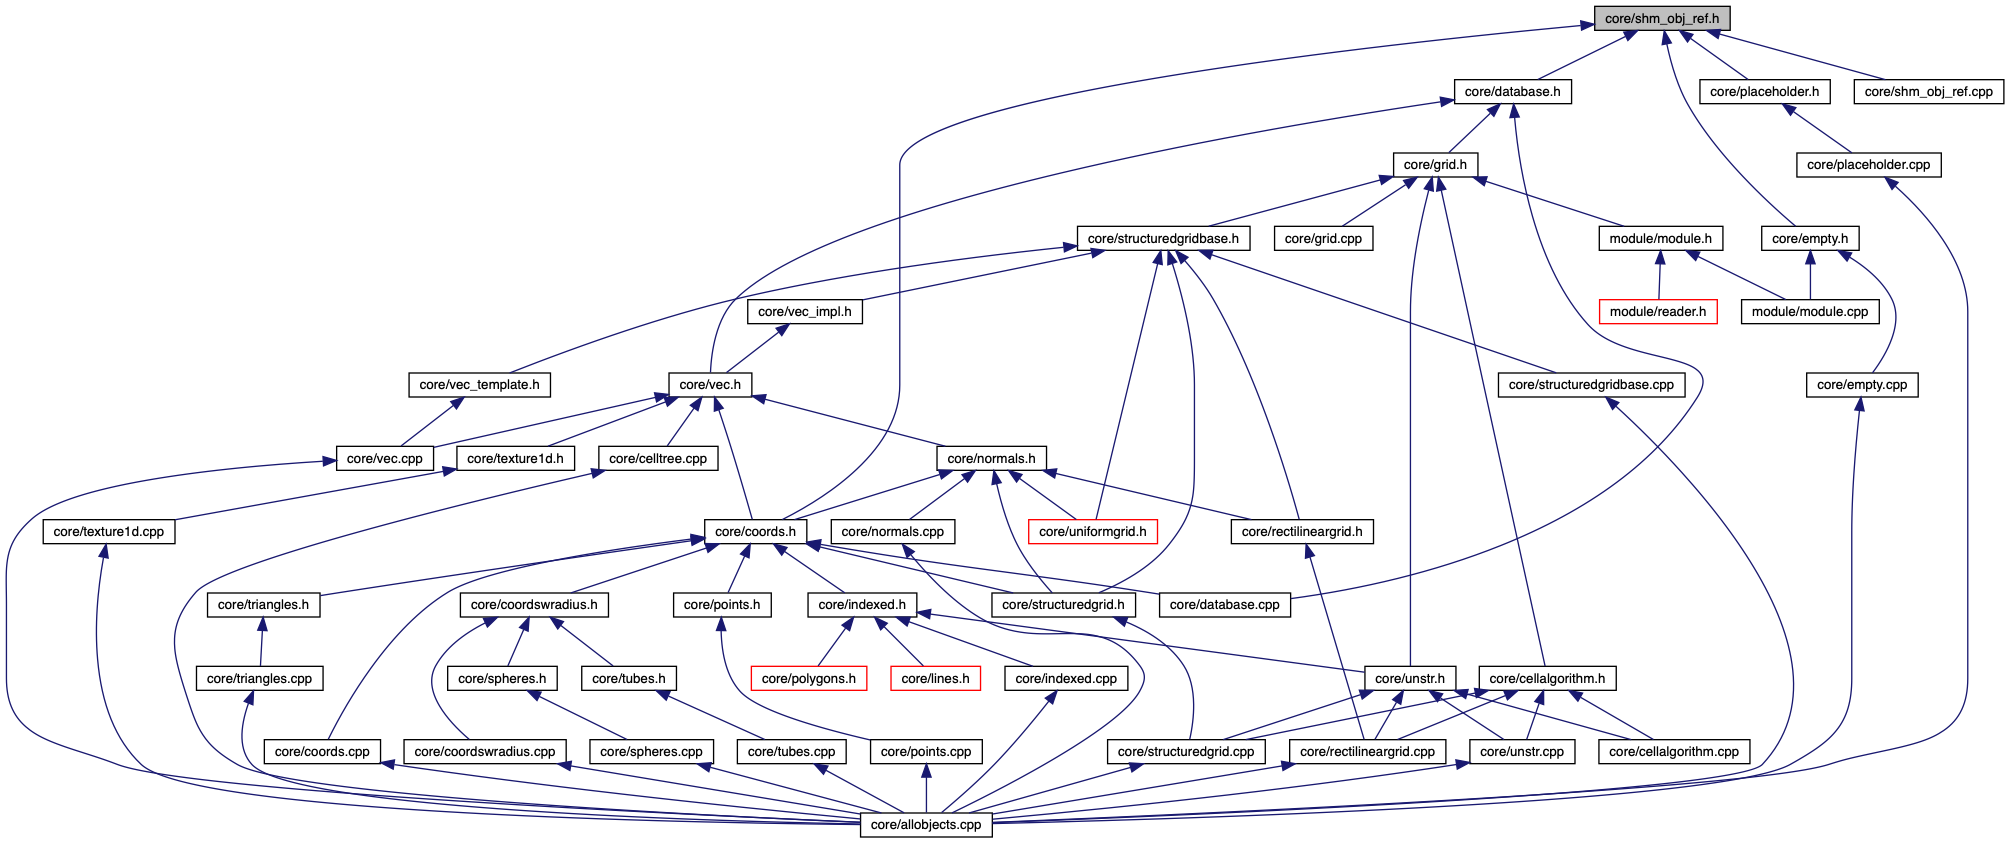 core/shm_obj_ref.h
core/database.h
core/placeholder.h
core/shm_obj_ref.cpp
core/grid.h
core/placeholder.cpp
core/structuredgridbase.h
core/grid.cpp
module/module.h
core/empty.h
core/vec_impl.h
module/reader.h
module/module.cpp
core/vec_template.h
core/vec.h
core/structuredgridbase.cpp
core/empty.cpp
core/vec.cpp
core/texture1d.h
core/celltree.cpp
core/normals.h
core/texture1d.cpp
core/coords.h
core/normals.cpp
core/uniformgrid.h
core/rectilineargrid.h
core/triangles.h
core/coordswradius.h
core/points.h
core/indexed.h
core/structuredgrid.h
core/database.cpp
core/triangles.cpp
core/spheres.h
core/tubes.h
core/polygons.h
core/lines.h
core/indexed.cpp
core/unstr.h
core/cellalgorithm.h
core/coords.cpp
core/coordswradius.cpp
core/spheres.cpp
core/tubes.cpp
core/points.cpp
core/structuredgrid.cpp
core/rectilineargrid.cpp
core/unstr.cpp
core/cellalgorithm.cpp
core/allobjects.cpp